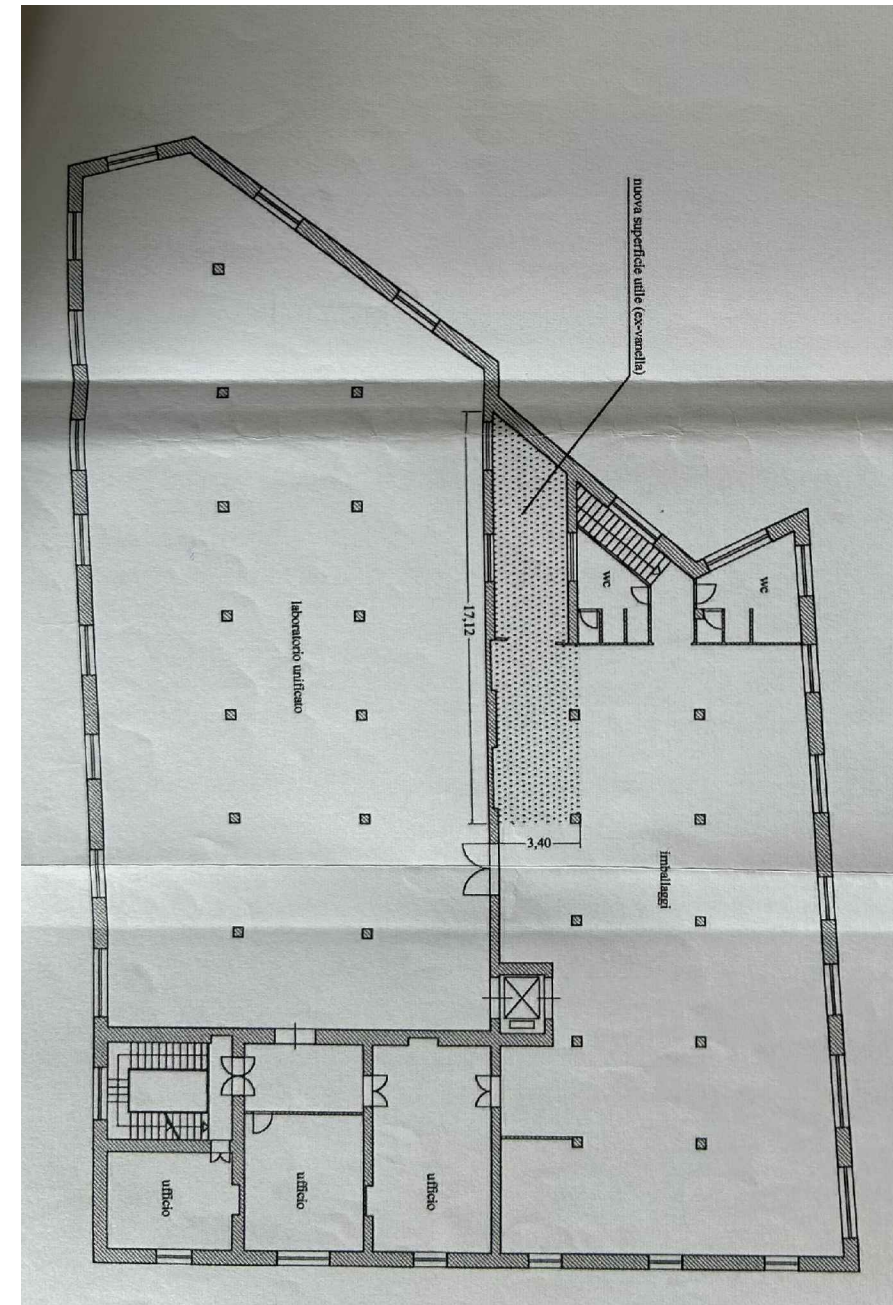 nuova superficie utile (ex-vanella)
wc
wc
17,12
laboratorio unificato
3,40
imballaggi
ufficio
ufficio
ufficio